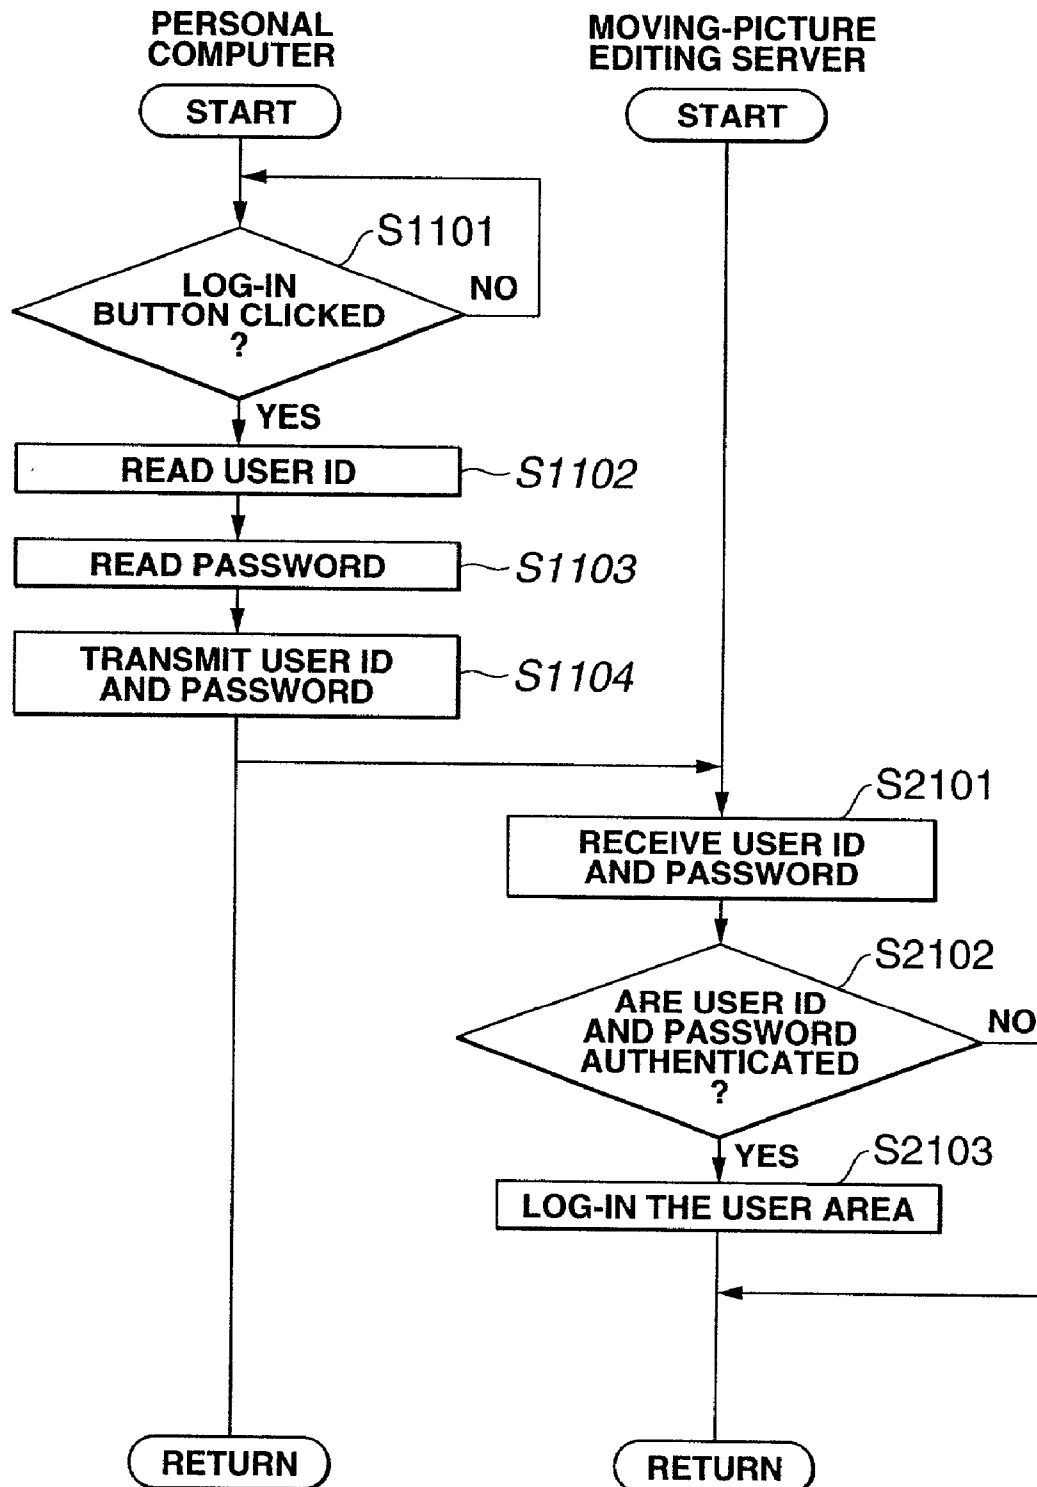 PERSONAL
COMPUTER
START
S1101
LOG-IN
BUTTON CLICKED
?
NO
YES
READ USER ID
S1102
READ PASSWORD
S1103
TRANSMIT USER ID
AND PASSWORD
S1104
RETURN
MOVING-PICTURE
EDITING SERVER
START
S2101
RECEIVE USER ID
AND PASSWORD
S2102
ARE USER ID
AND PASSWORD
AUTHENTICATED
?
NO
YES
S2103
LOG-IN THE USER AREA
RETURN